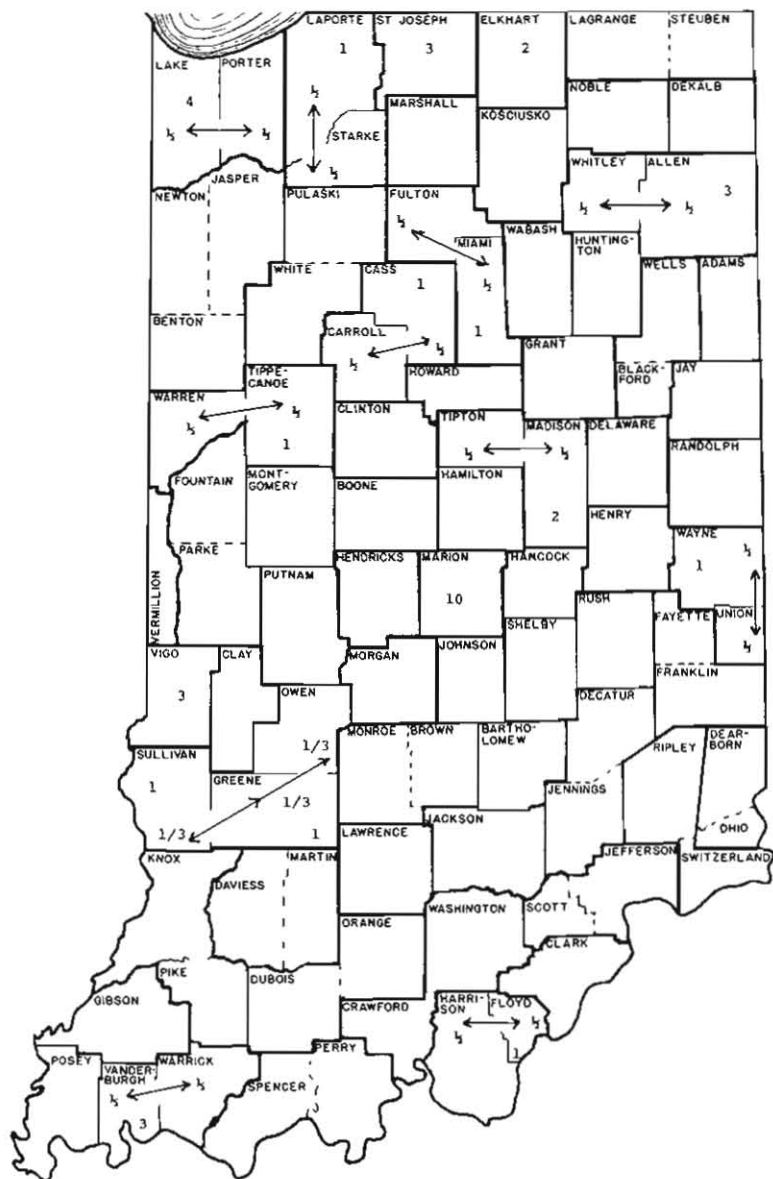 LAPORTE ST JOSEPH ELKHART LAGRANGE STEUBEN
1 3 2
LAKE PORTER
4
½ ½
½
½
STARKE
MARSHALL
KOSCIUSKO
NOBLE DEKALB
WHITLEY ALLEN
3
½ ½
NEWTON JASPER
PULASKI FULTON
½
MIAMI
½
1
WABASH
HUNTING-
TON
WELLS ADAMS
WHITE CASS
1
CARROLL
½ ½
BENTON
GRANT
BLACK-
FORD
JAY
TIPPE-
CANOE
HOWARD
WARREN
½ ½
1
CLINTON
TIPTON MADISON DELAWARE
½ ½
2
RANDOLPH
FOUNTAIN
MONT-
GOMERY
BOONE
HAMILTON
HENRY
WAYNE
½
1
UNION
½
PARKE
VERMILLION
PUTNAM
HENDRICKS MARION HANCOCK
10
RUSH
FAYETTE
SHELBY
VIGO CLAY
3
MORGAN JOHNSON
FRANKLIN
OWEN
1/3
DECATUR
MONROE BROWN BARTH-
OLOMEW
RIPLEY
DEAR-
BORN
SULLIVAN
1
1/3
GREENE
1/3
1
JENNINGS
OHIO
LAWRENCE
JACKSON
JEFFERSON SWITZERLAND
KNOX
DAVIESS
MARTIN
WASHINGTON
SCOTT
ORANGE
CLARK
PIKE
DUBOIS
GIBSON
CRAWFORD
HARRI-
SON
FLOYD
½ ½
1
POSEY
VANDER-
BURGH
WARRICK
½ ½
3
SPENCER
PERRY